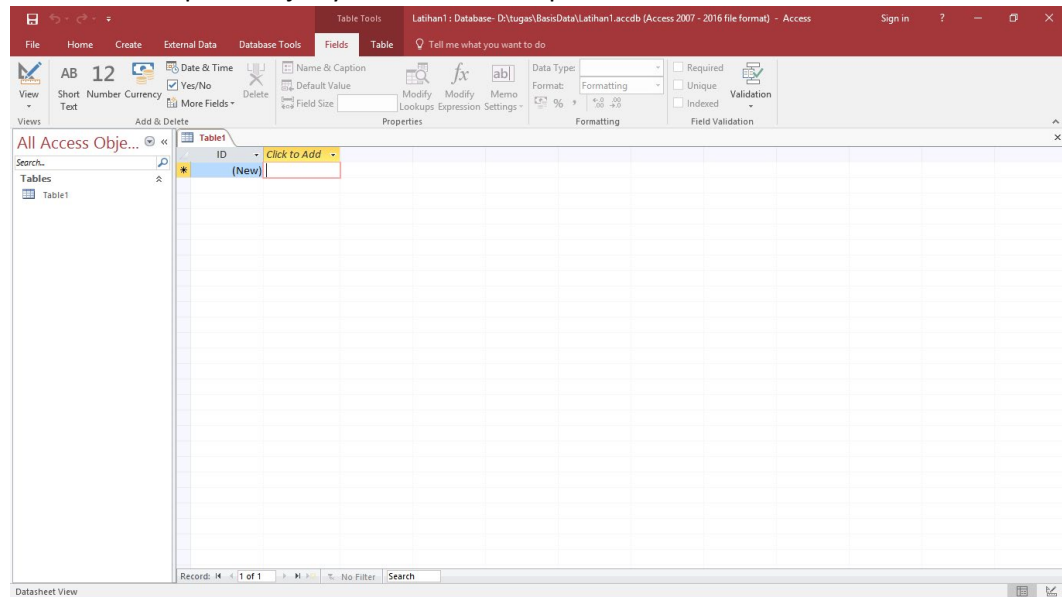 Table Tools
Latihan1 : Database- D:\tugas\BasisData\Latihan1.accdb (Access 2007 - 2016 file format) - Access
Sign in
?
File Home Create External Data Database Tools Fields Table Tell me what you want to do
View
AB
Short Text
12
Number
Currency
Date & Time
Yes/No
More Fields
Delete
Name & Caption
Default Value
Field Size
Modify Lookups
fx
Modify Expression
ab
Memo Settings
Data Type:
Format: Formatting
% ,
Required
Unique
Indexed
Validation
Views Add & Delete Properties Formatting Field Validation
All Access Obje...
Search...
Tables
Table1
Table1
ID Click to Add
(New)
Record: 1 of 1 No Filter Search
Datasheet View